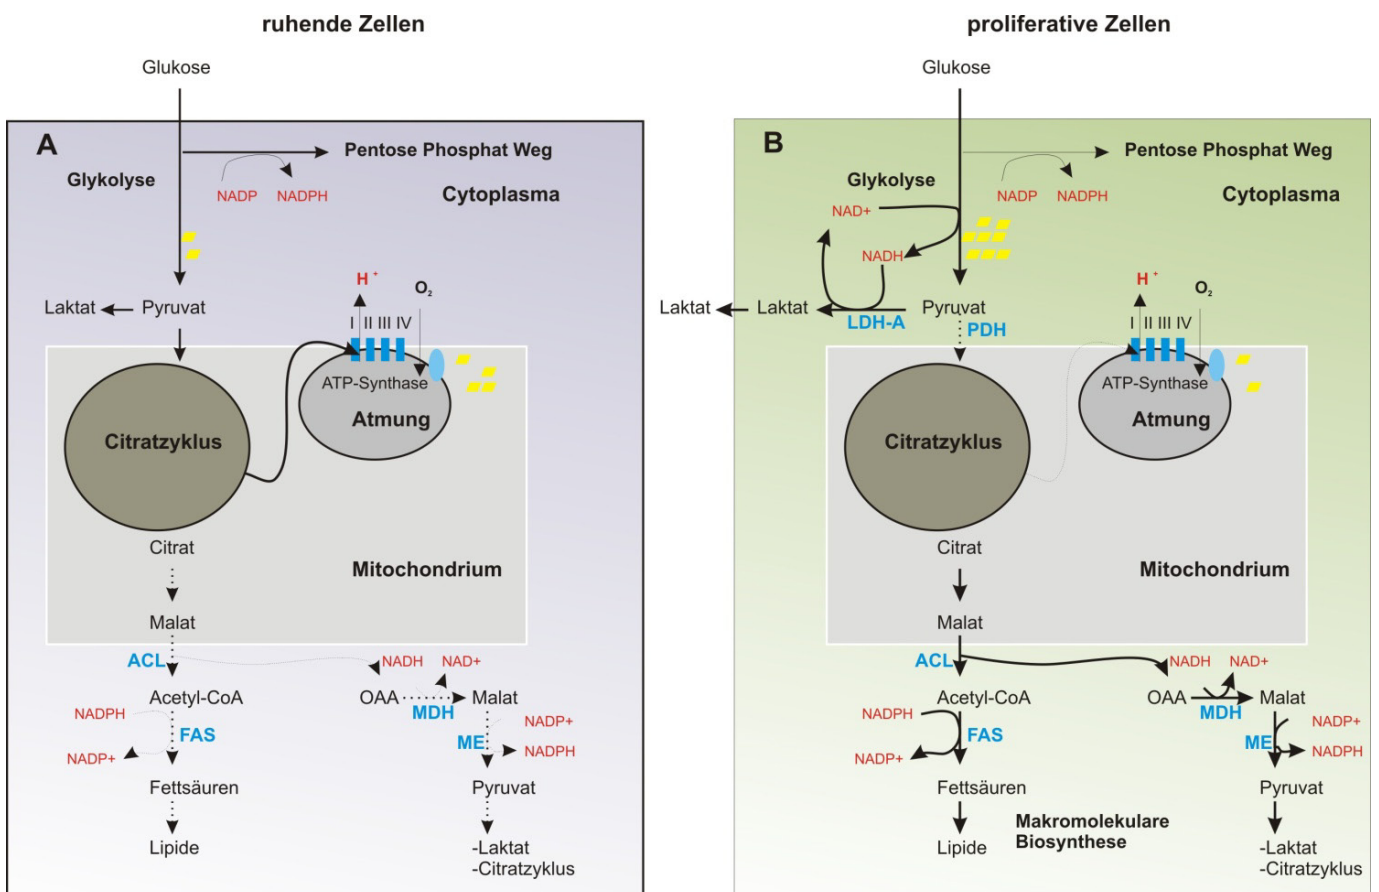 ruhende Zellen
Glukose
A
Pentose Phosphat Weg
Glykolyse
NADP NADPH
Cytoplasma
H +
O2
Laktat Pyruvat
I II III IV
ATP-Synthase
Atmung
Citratzyklus
Citrat
Mitochondrium
Malat
ACL
NADH NAD+
Acetyl-CoA
OAA Malat
MDH
NADPH
NADP+
FAS
ME
NADP+
NADPH
Fettsäuren
Pyruvat
Lipide
-Laktat
-Citratzyklus
proliferative Zellen
Glukose
B
Pentose Phosphat Weg
Glykolyse
NADP NADPH
Cytoplasma
NAD+
NADH
H +
O2
Laktat Laktat Pyruvat
LDH-A
PDH
I II III IV
ATP-Synthase
Atmung
Citratzyklus
Citrat
Mitochondrium
Malat
ACL
NADH NAD+
Acetyl-CoA
OAA Malat
MDH
NADPH
NADP+
FAS
ME
NADP+
NADPH
Fettsäuren
Pyruvat
Makromolekulare
Biosynthese
Lipide
-Laktat
-Citratzyklus